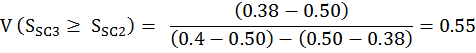 V (S_SC3 ≥ S_SC2) = (0.38 − 0.50) / ((0.4 − 0.50) − (0.50 − 0.38)) = 0.55